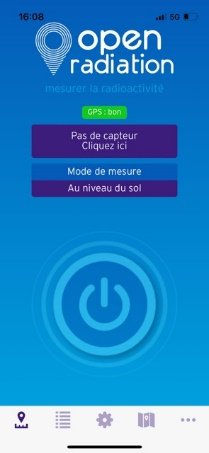 16:08
5G
open
radiation
mesurer la radioactivité
GPS : bon
Pas de capteur
Cliquez ici
Mode de mesure
Au niveau du sol